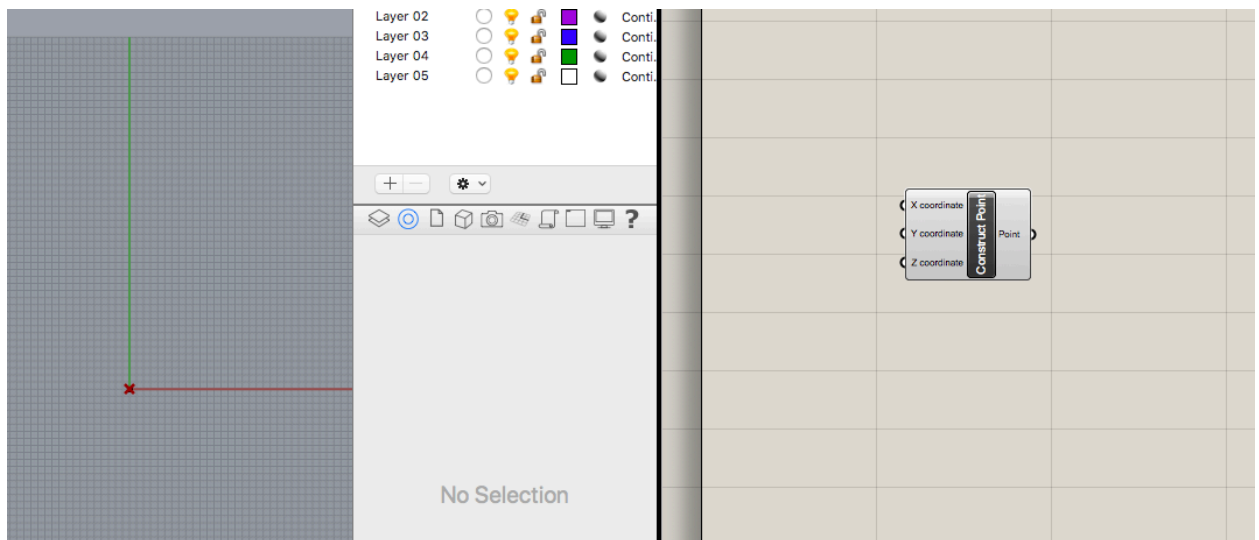 Layer 02 Conti.
Layer 03 Conti.
Layer 04 Conti.
Layer 05 Conti.
?
No Selection
X coordinate
Y coordinate
Z coordinate
Construct Point
Point